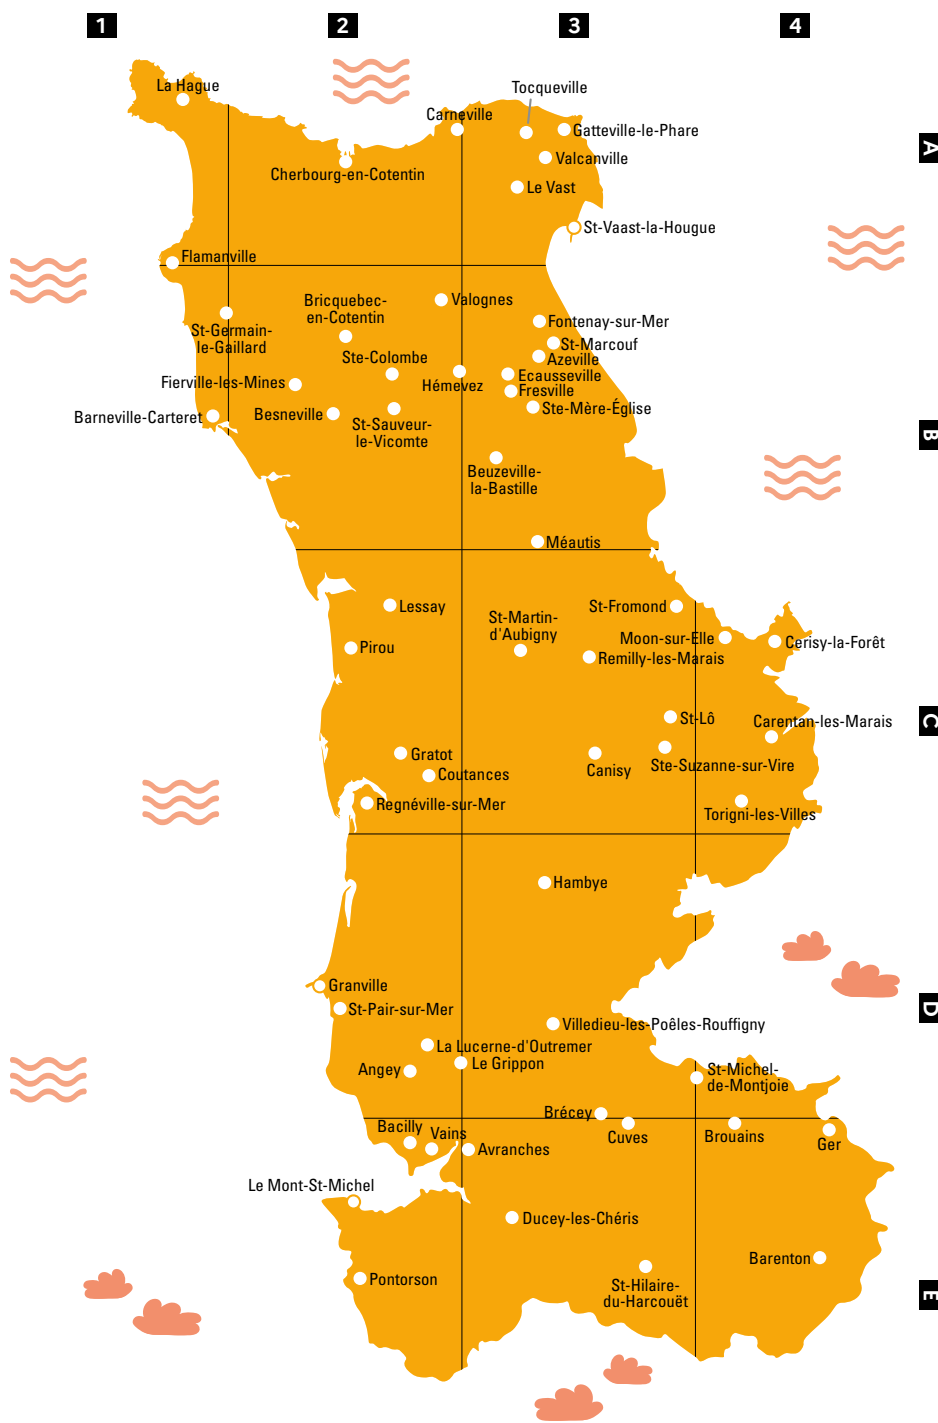 1
2
3
4
La Hague
Tocqueville
Carneville
Gatteville-le-Phare
A
Valcanville
Cherbourg-en-Cotentin
Le Vast
St-Vaast-la-Hougue
Flamanville
Bricquebec-
en-Cotentin
Valognes
St-Germain-
le-Gaillard
Fontenay-sur-Mer
St-Marcouf
Azeville
Ste-Colombe
Hémevez
Ecausseville
Fierville-les-Mines
Fresville
Barneville-Carteret
Besneville
St-Sauveur-
le-Vicomte
Ste-Mère-Église
B
Beuzeville-
la-Bastille
Méautis
Lessay
St-Martin-
d'Aubigny
St-Fromond
Moon-sur-Elle
Cerisy-la-Forêt
Pirou
Remilly-les-Marais
St-Lô
Carentan-les-Marais
C
Gratot
Coutances
Canisy
Ste-Suzanne-sur-Vire
Regnéville-sur-Mer
Torigni-les-Villes
Hambye
Granville
St-Pair-sur-Mer
D
Villedieu-les-Poêles-Rouffigny
La Lucerne-d'Outremer
Le Grippon
Angey
St-Michel-
de-Montjoie
Brécey
Bacilly
Vains
Cuves
Brouains
Ger
Avranches
Le Mont-St-Michel
Ducey-les-Chéris
Barenton
Pontorson
St-Hilaire-
du-Harcouët
E